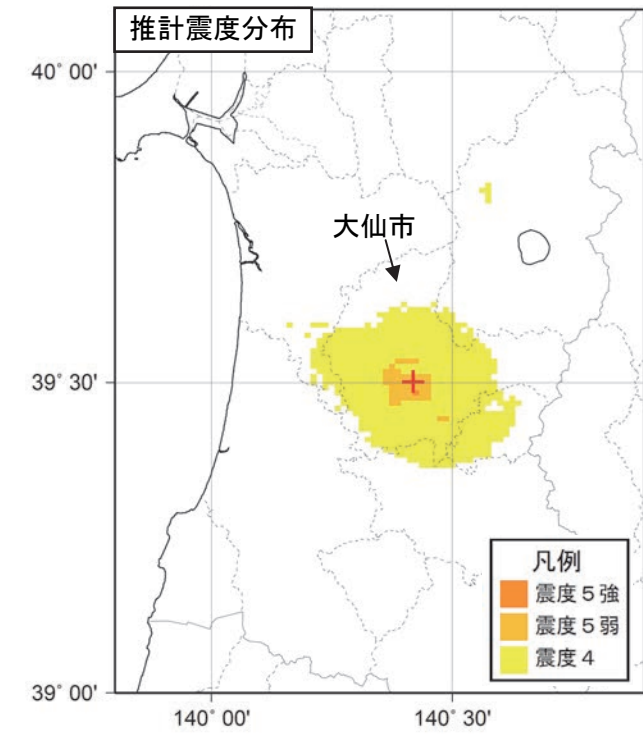 推計震度分布
40° 00'
大仙市
39° 30'
凡例
震度５強
震度５弱
震度４
39° 00'
140° 00'
140° 30'